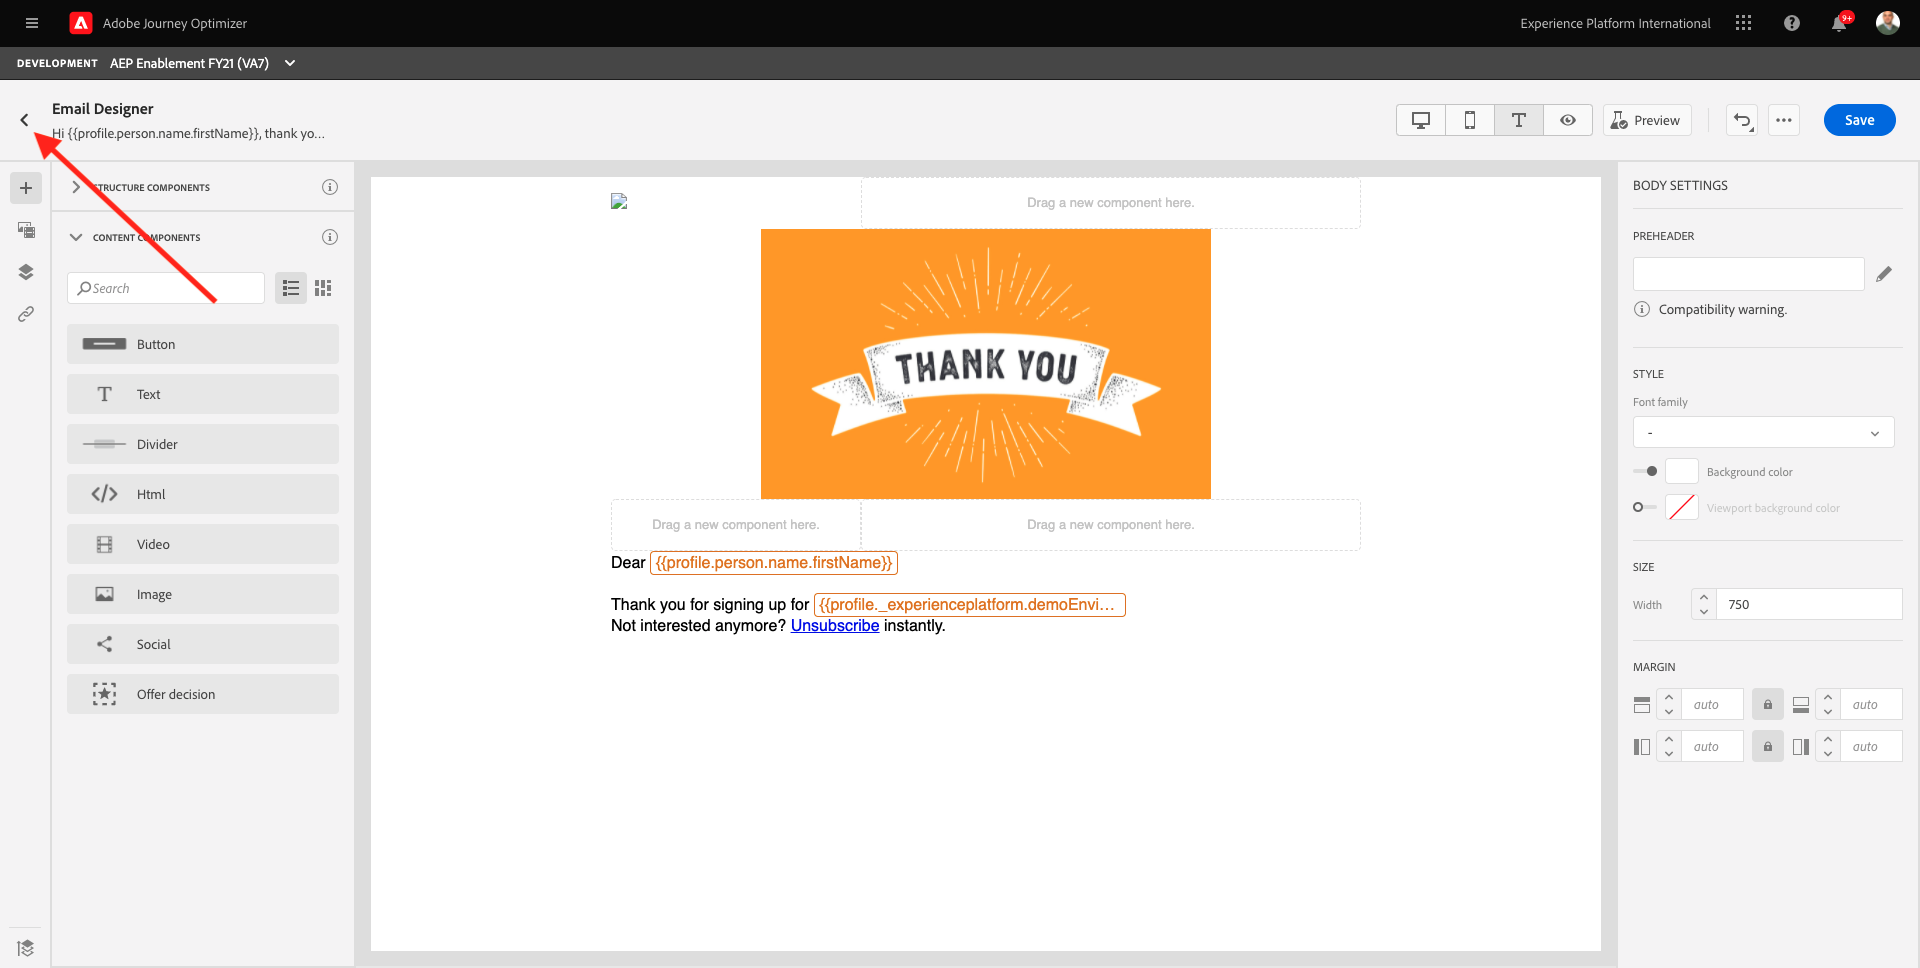 Adobe Journey Optimizer
Experience Platform International
9+
DEVELOPMENT AEP Enablement FY21 (VA7)
Email Designer
Hi {{profile.person.name.firstName}}, thank yo...
Preview
Save
STRUCTURE COMPONENTS
CONTENT COMPONENTS
Search
Button
Text
Divider
Html
Video
Image
Social
Offer decision
Drag a new component here.
THANK YOU
Drag a new component here.
Drag a new component here.
Dear {{profile.person.name.firstName}}
Thank you for signing up for {{profile._experienceplatform.demoEnvi...
Not interested anymore? Unsubscribe instantly.
BODY SETTINGS
PREHEADER
Compatibility warning.
STYLE
Font family
-
Background color
Viewport background color
SIZE
Width 750
MARGIN
auto auto
auto auto